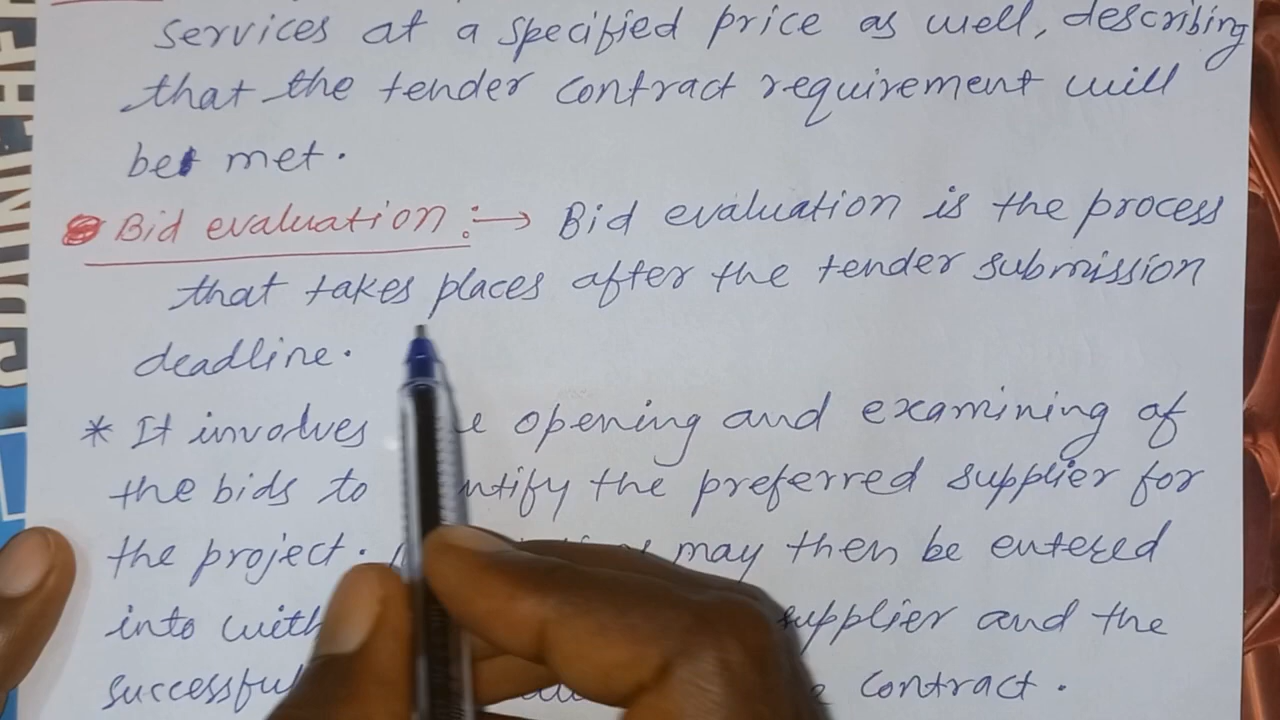 services at a specified price as well, describing
that the tender contract requirement will
be met.
Bid evaluation :→ Bid evaluation is the process
that takes places after the tender submission
deadline.
* It involves opening and examining of
the bids to the preferred supplier for
the project. may then be entered
into with supplier and the
contract.